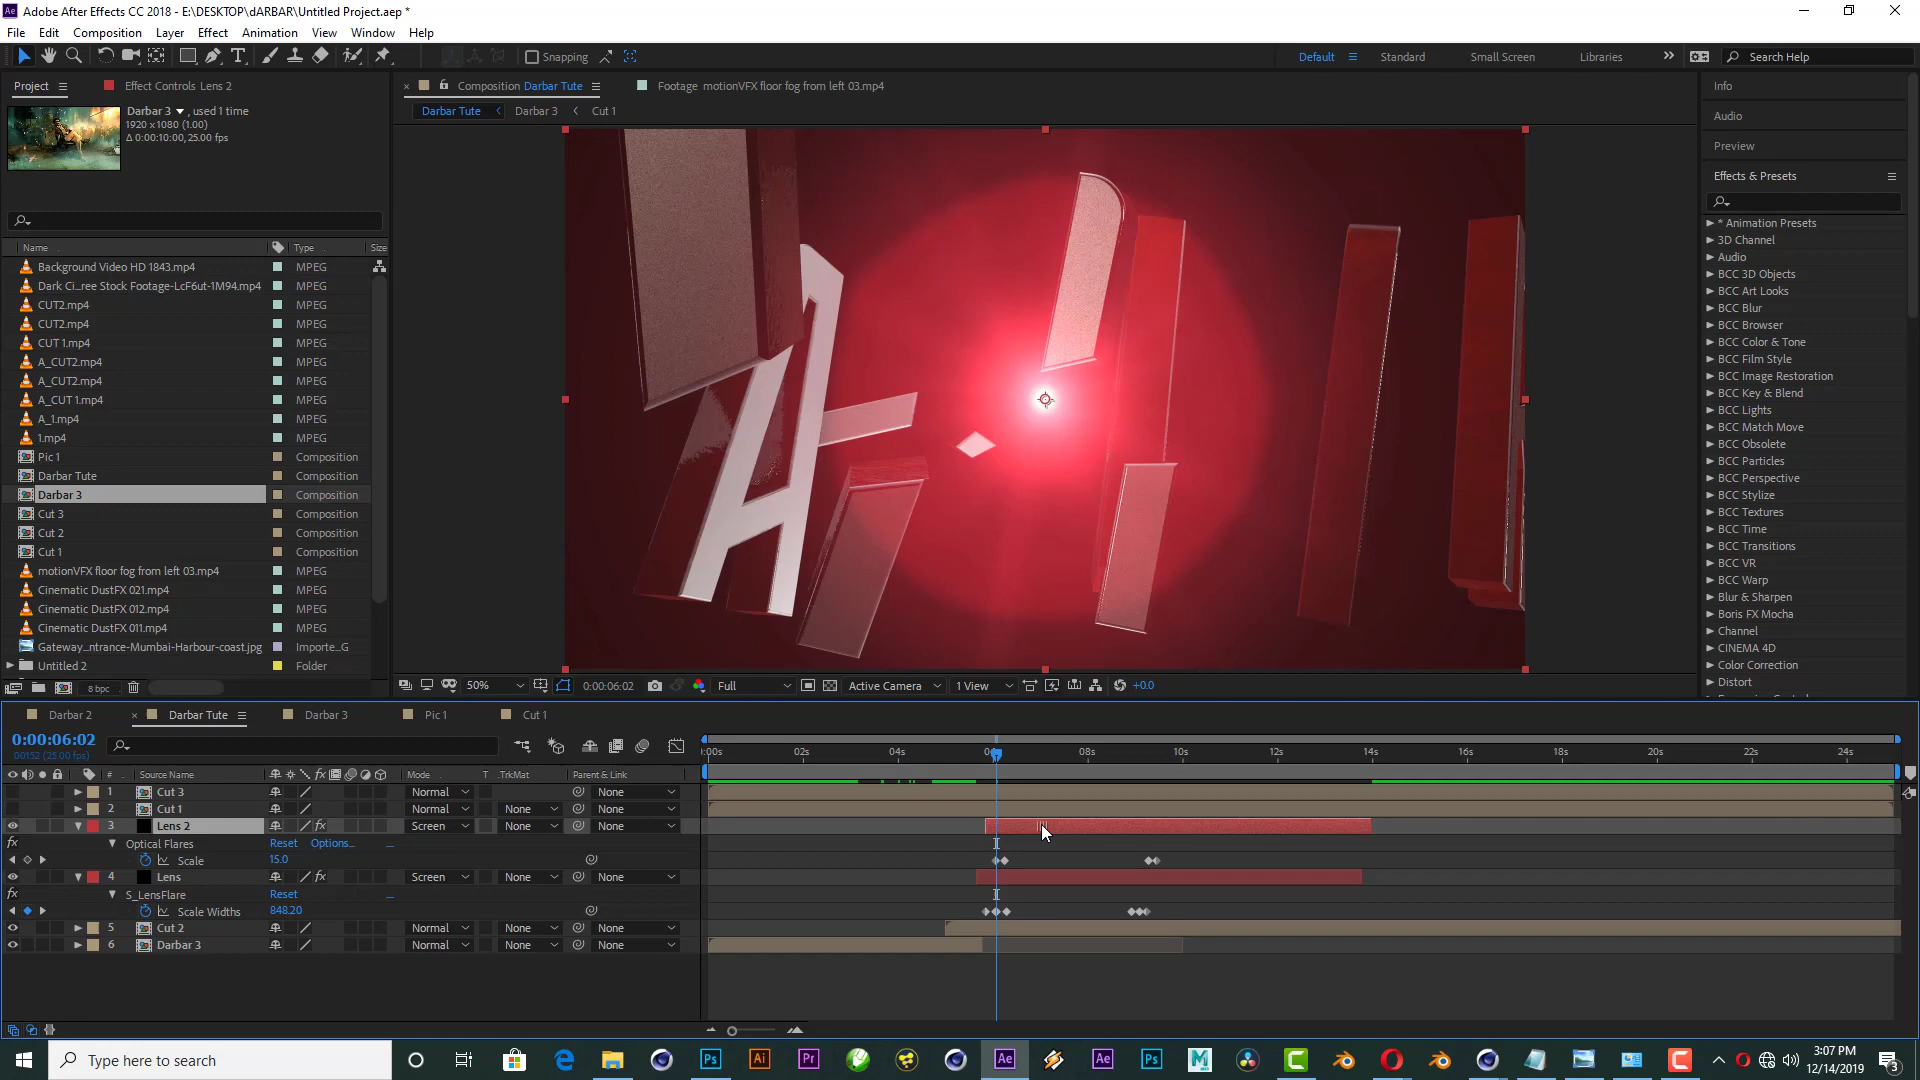 Adobe After Effects CC 2018 - E:\DESKTOP\dARBAR\Untitled Project.aep *
File Edit Composition Layer Effect Animation View Window Help
Snapping
Default Standard Small Screen Libraries Search Help
Project Effect Controls Lens 2
Composition Darbar Tute Footage motionVFX floor fog from left 03.mp4
Darbar Tute Darbar 3 Cut 1
Darbar 3 , used 1 time
1920 x 1080 (1.00)
Δ 0:00:10:00, 25.00 fps
Name Type Size
Background Video HD 1843.mp4 MPEG
Dark Ci...ree Stock Footage-LcF6ut-1M94.mp4 MPEG
CUT2.mp4 MPEG
CUT2.mp4 MPEG
CUT 1.mp4 MPEG
A_CUT2.mp4 MPEG
A_CUT2.mp4 MPEG
A_CUT 1.mp4 MPEG
A_1.mp4 MPEG
1.mp4 MPEG
Pic 1 Composition
Darbar Tute Composition
Darbar 3 Composition
Cut 3 Composition
Cut 2 Composition
Cut 1 Composition
motionVFX floor fog from left 03.mp4 MPEG
Cinematic DustFX 021.mp4 MPEG
Cinematic DustFX 012.mp4 MPEG
Cinematic DustFX 011.mp4 MPEG
Gateway...ntrance-Mumbai-Harbour-coast.jpg Importe...G
Untitled 2 Folder
8 bpc
50% 0:00:06:02 Full Active Camera 1 View +0.0
Info
Audio
Preview
Effects & Presets
* Animation Presets
3D Channel
Audio
BCC 3D Objects
BCC Art Looks
BCC Blur
BCC Browser
BCC Color & Tone
BCC Film Style
BCC Image Restoration
BCC Key & Blend
BCC Lights
BCC Match Move
BCC Obsolete
BCC Particles
BCC Perspective
BCC Stylize
BCC Textures
BCC Time
BCC Transitions
BCC VR
BCC Warp
Blur & Sharpen
Boris FX Mocha
Channel
CINEMA 4D
Color Correction
Distort
Darbar 2 Darbar Tute Darbar 3 Pic 1 Cut 1
0:00:06:02
00152 (25.00 fps)
:00s 02s 04s 08s 10s 12s 14s 16s 18s 20s 22s 24s
# Source Name Mode T .TrkMat Parent & Link
1 Cut 3 Normal None
2 Cut 1 Normal None None
3 Lens 2 Screen None None
Optical Flares Reset Options...
Scale 15.0
4 Lens Screen None None
S_LensFlare Reset
Scale Widths 848.20
5 Cut 2 Normal None None
6 Darbar 3 Normal None None
Type here to search
3:07 PM
12/14/2019
3